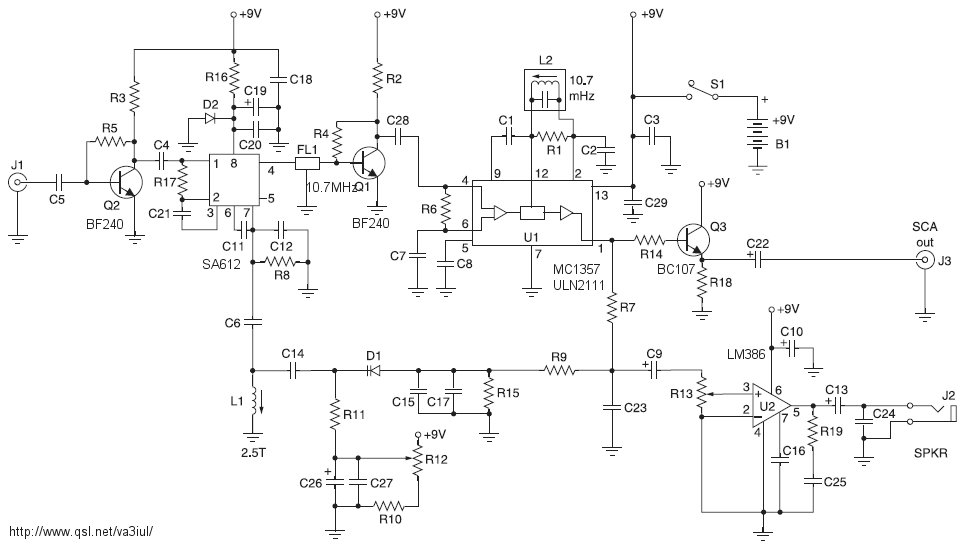 +9V
+9V
+9V
L2
R16
C18
R2
10.7
mHz
S1
R3
C19
+
D2
+
R5
C20
R4
C28
C1
R1
C2
C3
+9V
B1
J1
C4
FL1
1
8
4
9
12
2
R17
10.7MHz
Q1
4
13
+9V
C5
2
5
R6
C29
Q2
C21
3
6
7
BF240
6
Q3
SCA
out
BF240
C11
C12
5
U1
1
C22
+
C7
C8
7
R14
J3
SA612
R8
MC1357
ULN2111
BC107
R18
R7
+9V
C6
C10
+
C14
D1
R9
C9
+
LM386
R13
3
+
6
C13
+
J2
L1
C15
C17
R15
C23
2
–
U2
5
C24
R11
4
7
R19
2.5T
+9V
R12
C16
SPKR
+
C26
C27
C25
R10
http://www.qsl.net/va3iul/